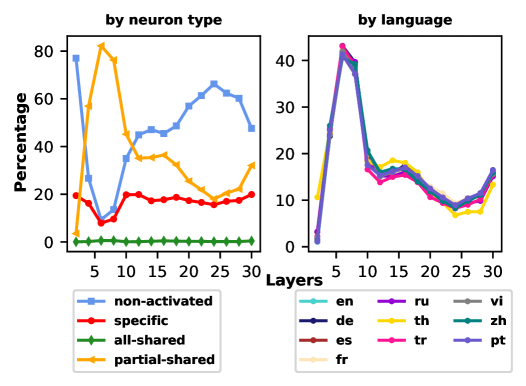 by neuron type
by language
Percentage
80
60
40
20
0
40
30
20
10
0
5 10 15 20 25 30
5 10 15 20 25 30
Layers
non-activated
specific
all-shared
partial-shared
en ru vi
de th zh
es tr pt
fr